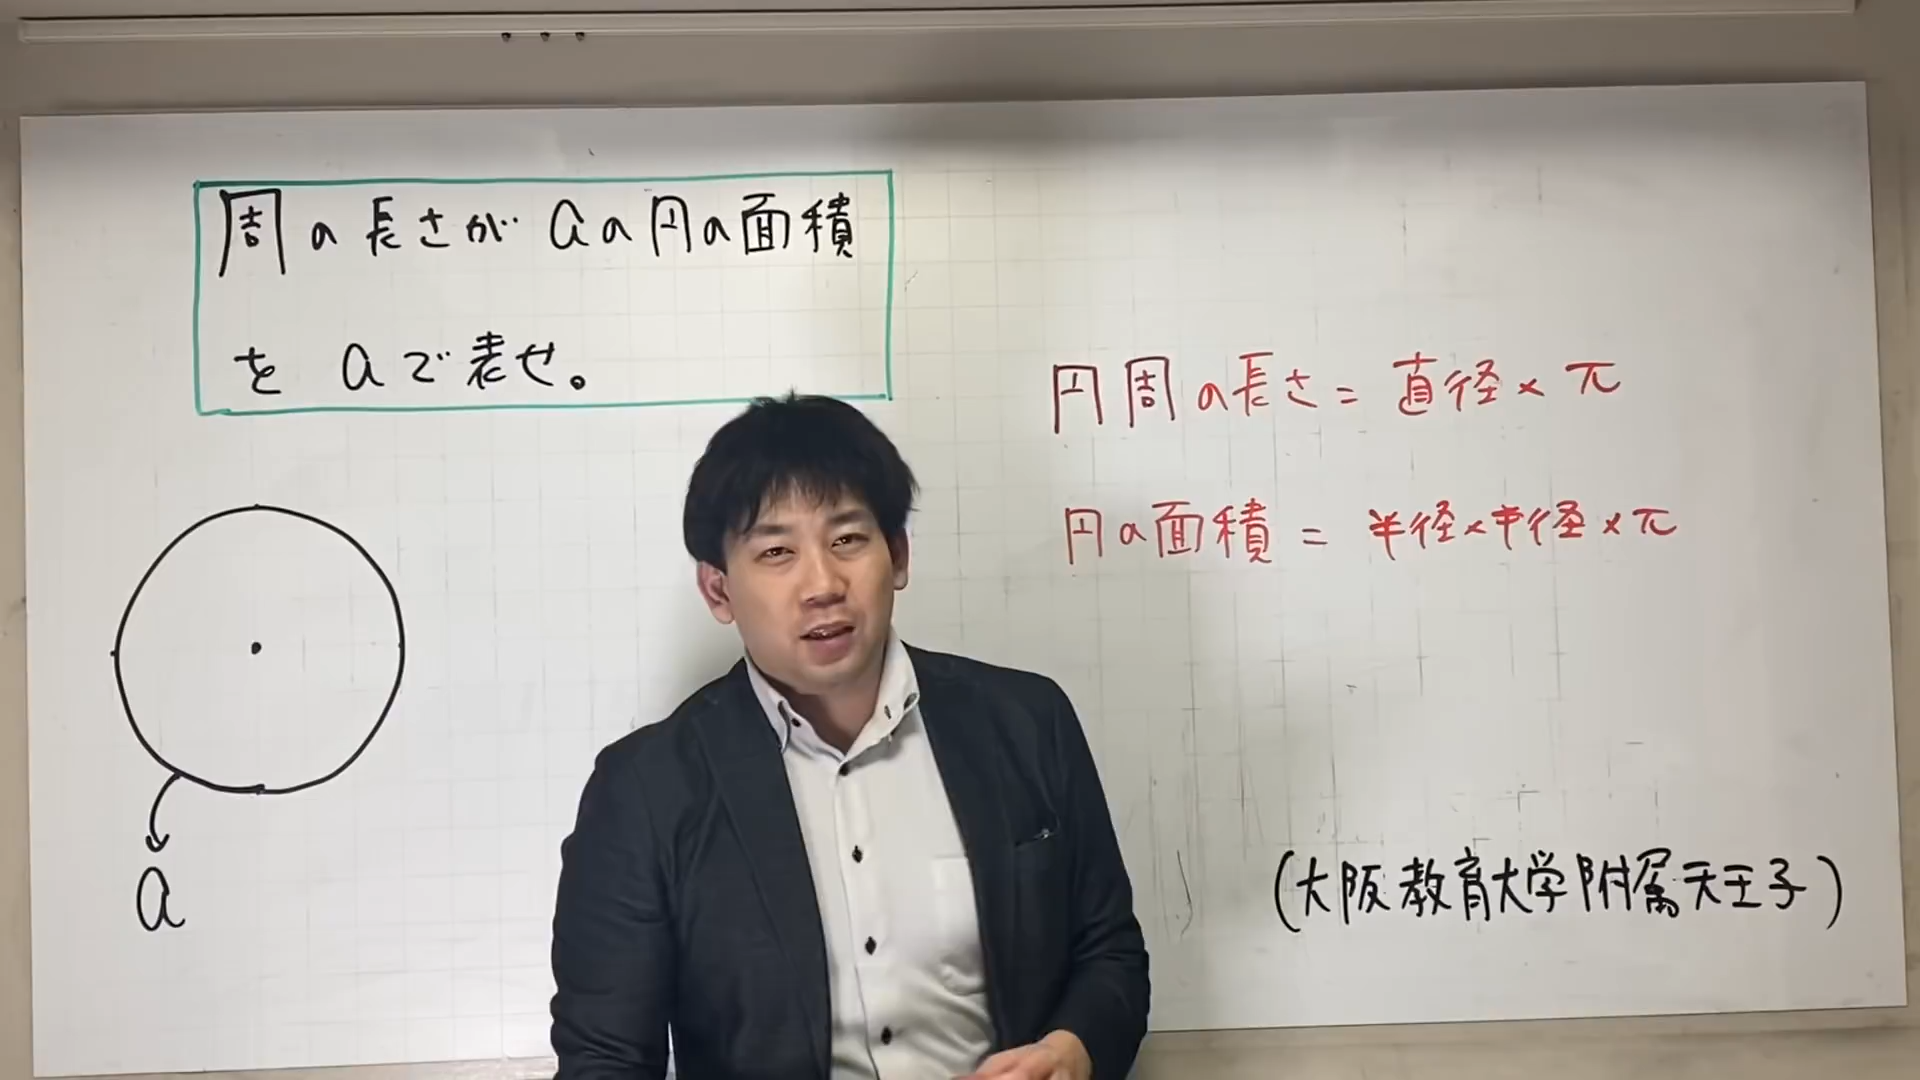 周の長さがaの円の面積
をaで表せ。
円周の長さ=直径×π
円の面積=半径×半径×π
a
(大阪教育大学附属天王子)